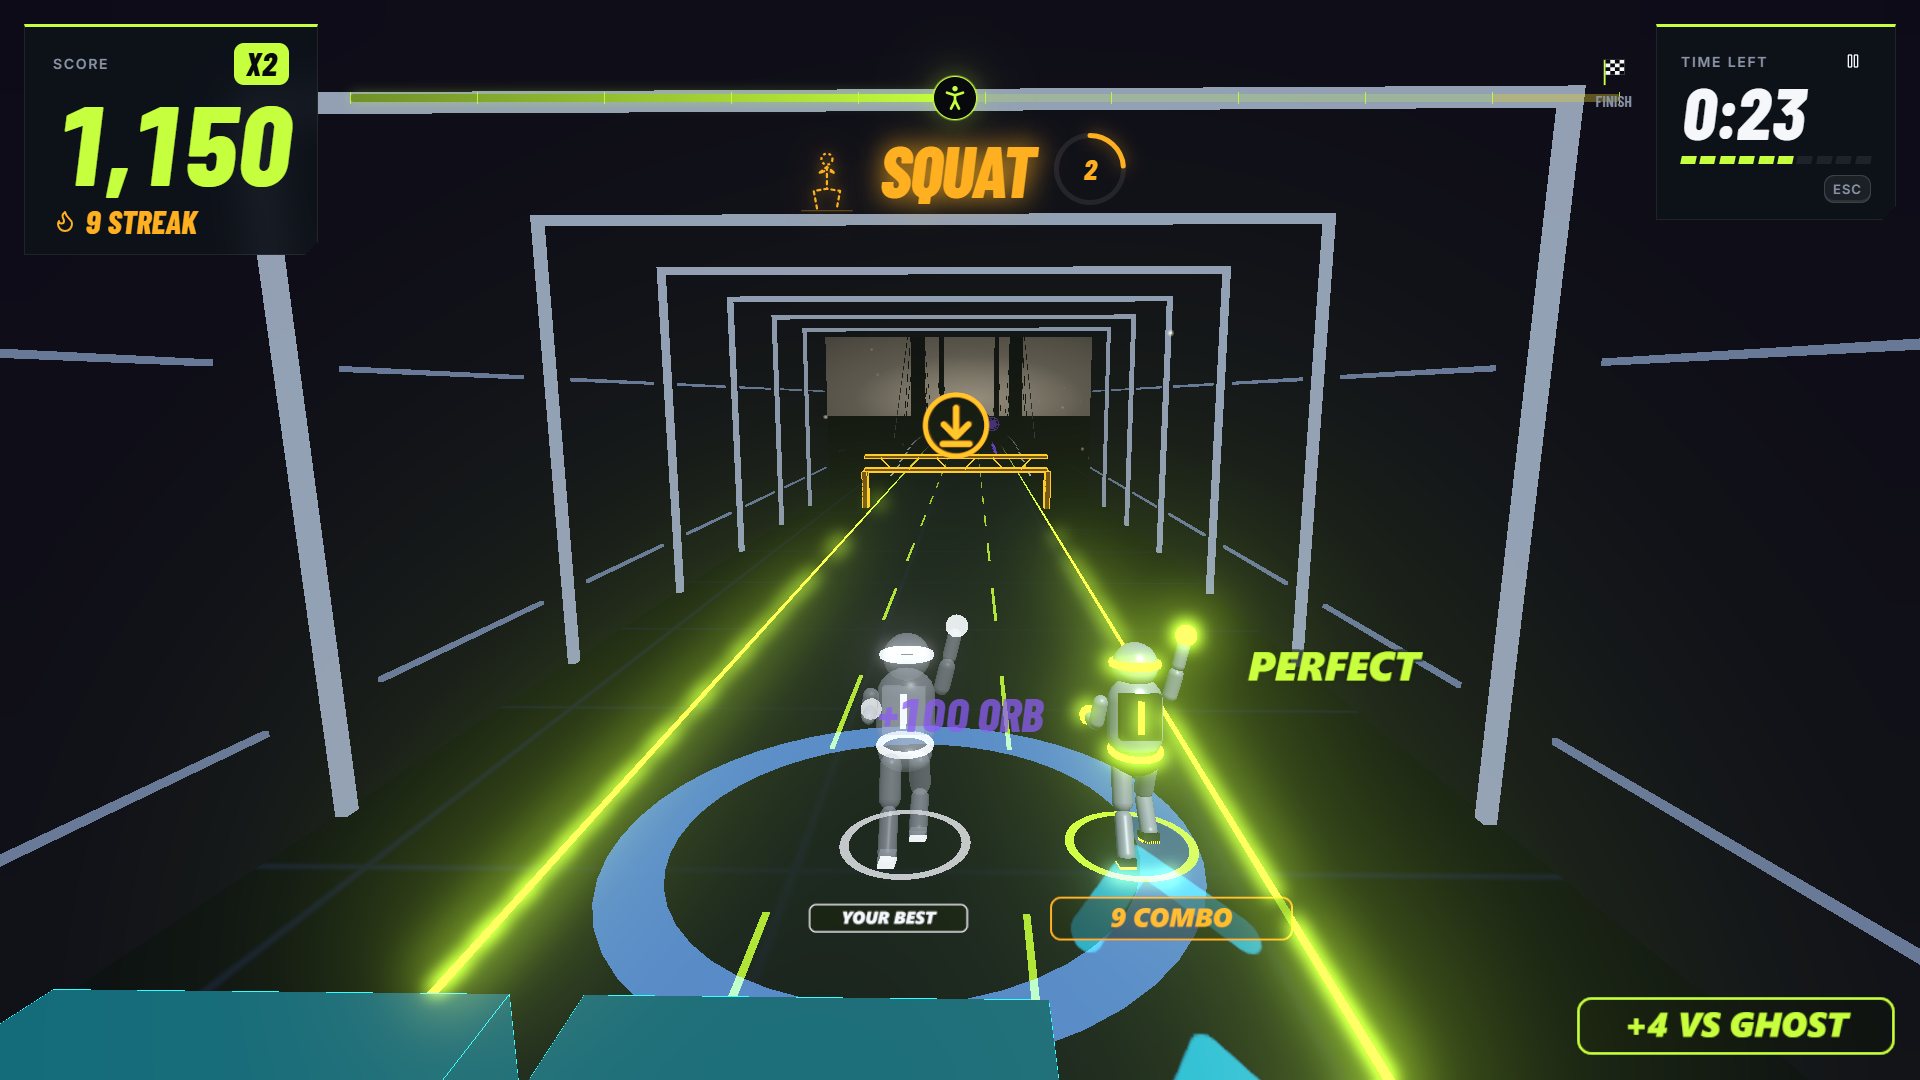 SCORE
X2
1,150
9 STREAK
FINISH
TIME LEFT
0:23
ESC
SQUAT
2
PERFECT
+100 ORB
YOUR BEST
9 COMBO
+4 VS GHOST